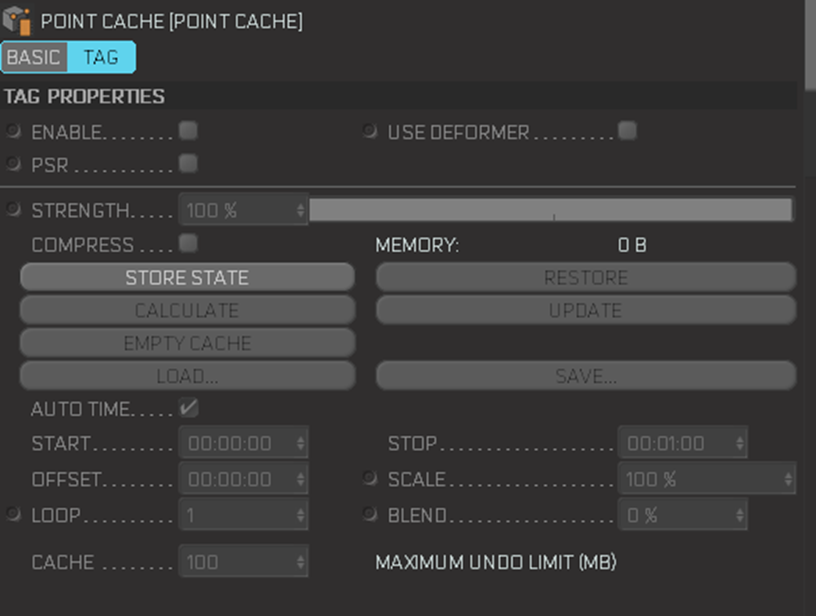 POINT CACHE [POINT CACHE]
BASIC TAG
TAG PROPERTIES
ENABLE........ USE DEFORMER.........
PSR...........
STRENGTH..... 100 %
COMPRESS .... MEMORY: 0 B
STORE STATE RESTORE
CALCULATE UPDATE
EMPTY CACHE
LOAD... SAVE...
AUTO TIME.....
START......... 00:00:00 STOP................... 00:01:00
OFFSET........ 00:00:00 SCALE.................. 100 %
LOOP.......... 1 BLEND.................. 0 %
CACHE ........ 100 MAXIMUM UNDO LIMIT (MB)